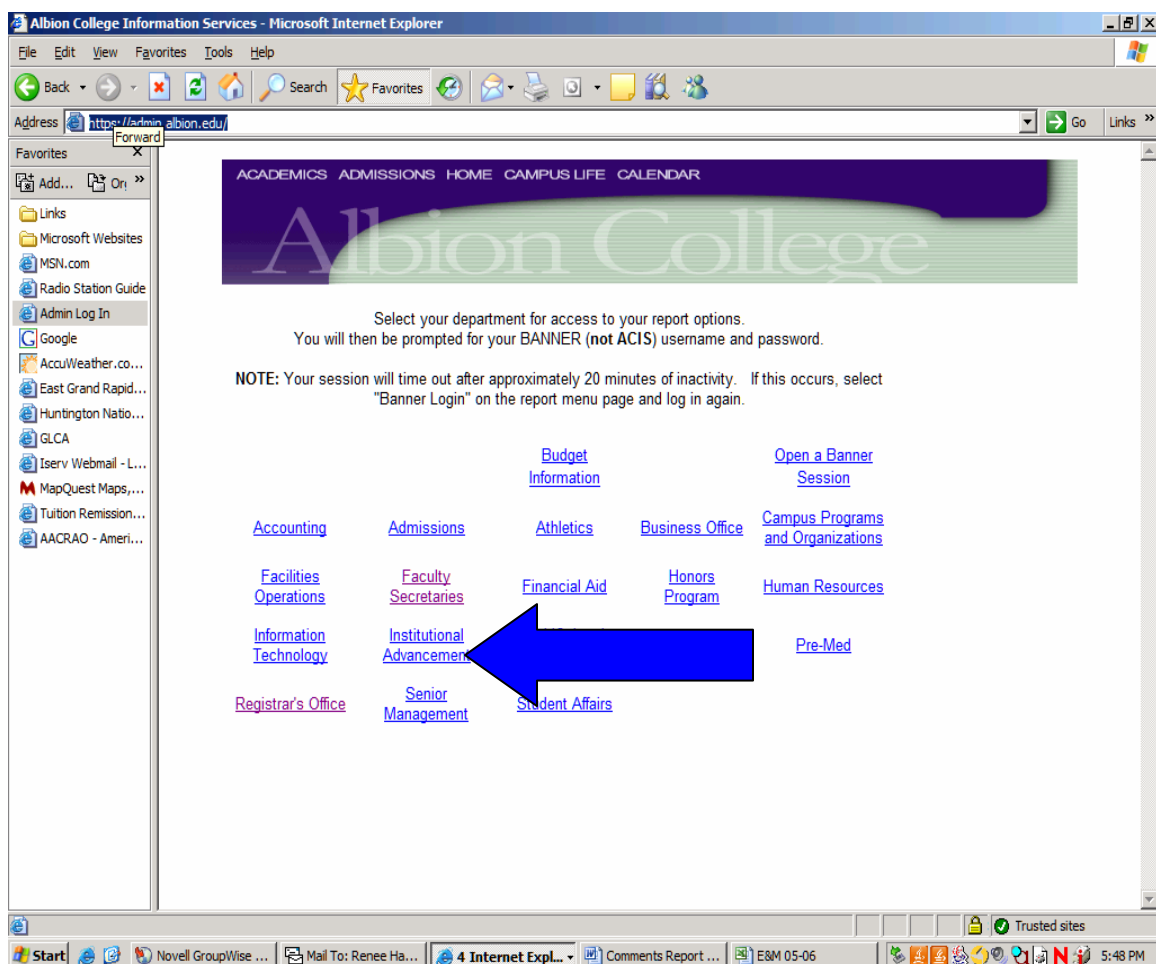 Albion College Information Services - Microsoft Internet Explorer
File Edit View Favorites Tools Help
Back Search Favorites
Address https://admin.albion.edu/ Go Links »
Forward
Favorites x
Add... »
Links
Microsoft Websites
MSN.com
Radio Station Guide
Admin Log In
Google
AccuWeather.co...
East Grand Rapid...
Huntington Natio...
GLCA
Iserv Webmail - L...
MapQuest Maps,...
Tuition Remission...
AACRAO - Ameri...
ACADEMICS ADMISSIONS HOME CAMPUS LIFE CALENDAR
Albion College
Select your department for access to your report options.
You will then be prompted for your BANNER (not ACIS) username and password.
NOTE: Your session will time out after approximately 20 minutes of inactivity. If this occurs, select
"Banner Login" on the report menu page and log in again.
Budget
Information
Open a Banner
Session
Accounting
Admissions
Athletics
Business Office
Campus Programs
and Organizations
Facilities
Operations
Faculty
Secretaries
Financial Aid
Honors
Program
Human Resources
Information
Technology
Institutional
Advancement
Pre-Med
Registrar's Office
Senior
Management
Student Affairs
Trusted sites
Start Novell GroupWise ... Mail To: Renee Ha... 4 Internet Expl... Comments Report ... E&M 05-06 5:48 PM